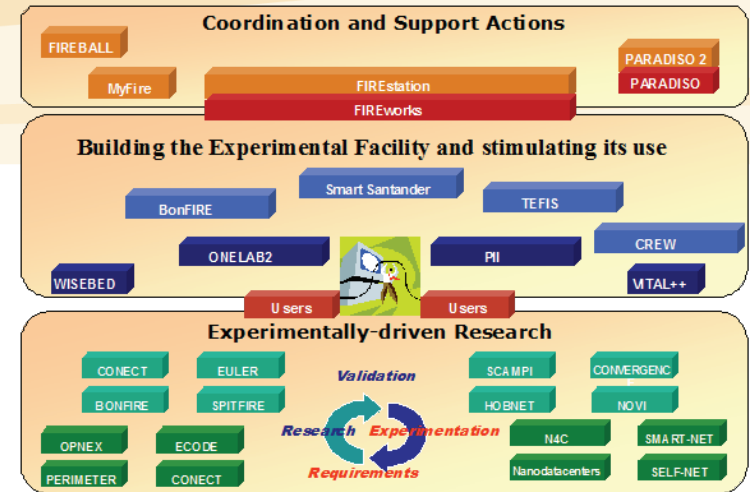 Coordination and Support Actions
FIREBALL
PARADISO 2
MyFire
FIREstation
PARADISO
FIREworks
Building the Experimental Facility and stimulating its use
Smart Santander
BonFIRE
TEFIS
CREW
ONELAB2
PII
WISEBED
VITAL++
Users
Users
Experimentally-driven Research
CONECT
EULER
Validation
SCAMPI
CONVERGENC
E
BONFIRE
SPITFIRE
HOBNET
NOVI
Research
Experimentation
OPNEX
ECODE
N4C
SMART-NET
Requirements
PERIMETER
CONECT
Nanodatacenters
SELF-NET